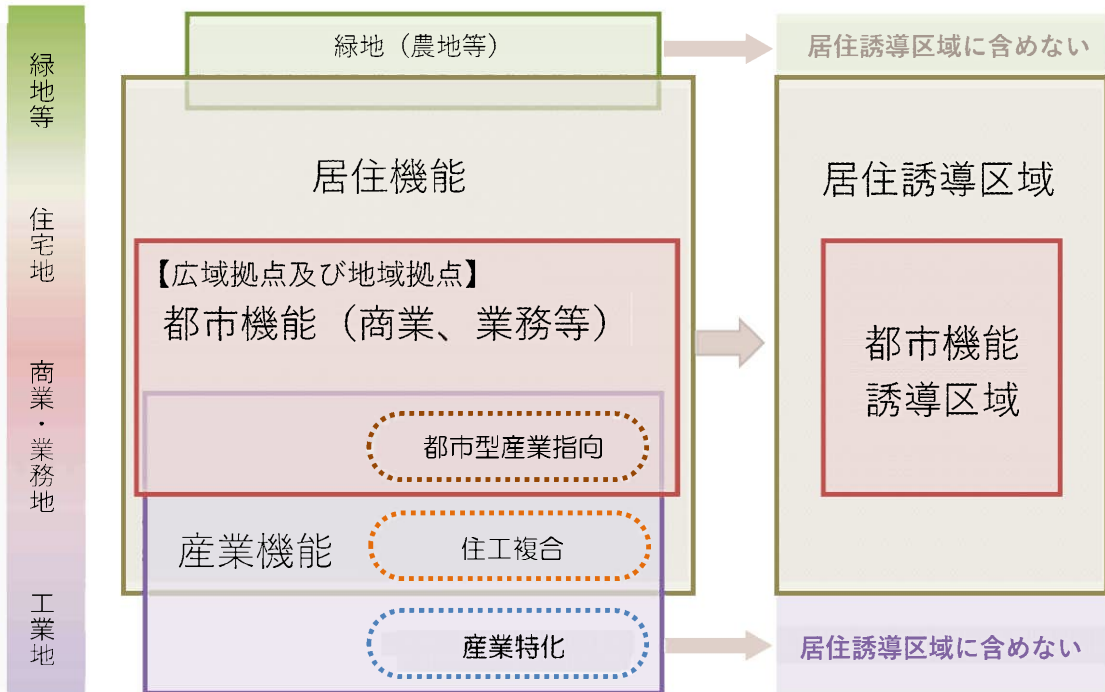 緑地等
住宅地
商業・業務地
工業地
緑地（農地等）
居住機能
【広域拠点及び地域拠点】
都市機能（商業、業務等）
都市型産業指向
産業機能
住工複合
産業特化
居住誘導区域に含めない
居住誘導区域
都市機能
誘導区域
居住誘導区域に含めない